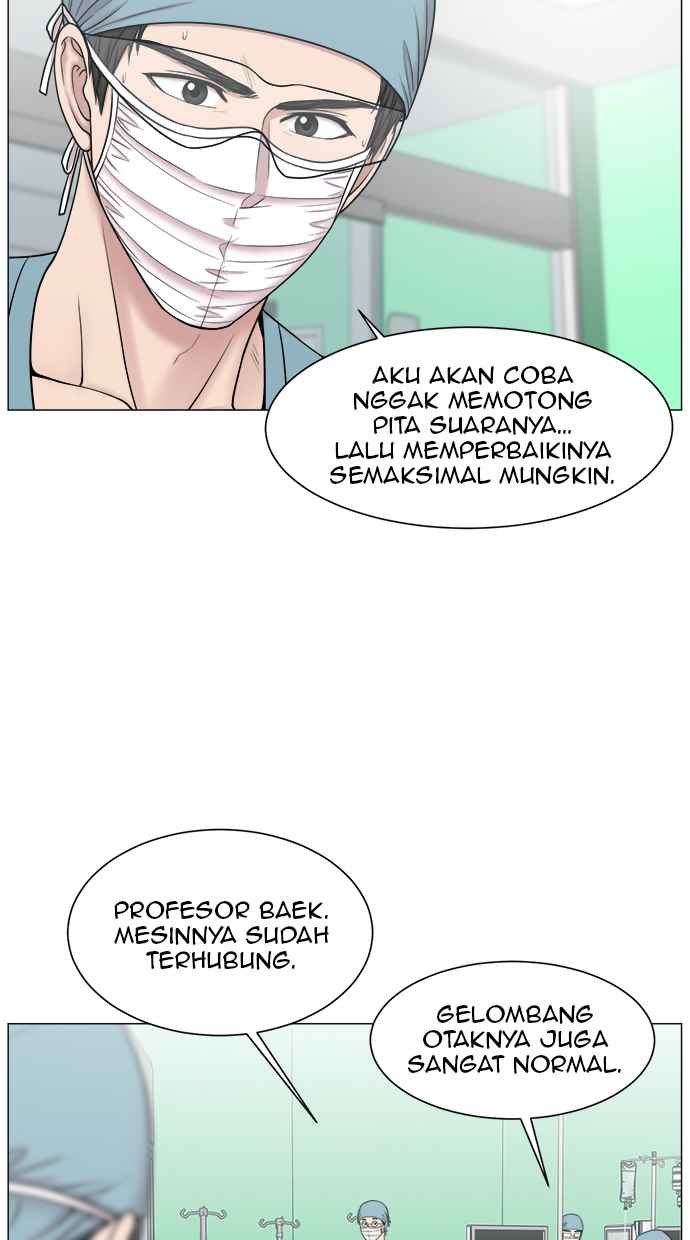 AKU AKAN COBA
NGGAK MEMOTONG
PITA SUARANYA...
LALU MEMPERBAIKINYA
SEMAKSIMAL MUNGKIN.
PROFESOR BAEK.
MESINNYA SUDAH
TERHUBUNG.
GELOMBANG
OTAKNYA JUGA
SANGAT NORMAL.